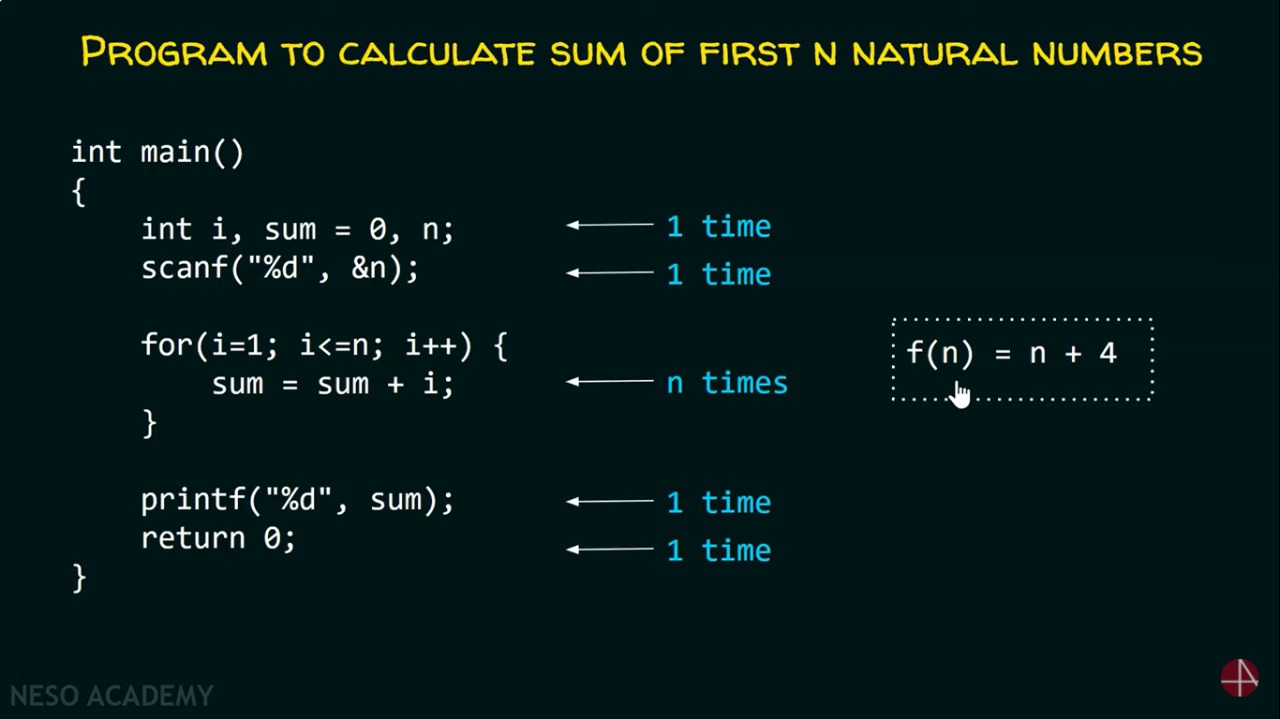 PROGRAM TO CALCULATE SUM OF FIRST N NATURAL NUMBERS
int main()
{
int i, sum = 0, n; 1 time
scanf("%d", &n); 1 time
for(i=1; i<=n; i++) {
sum = sum + i; n times
}
f(n) = n + 4
printf("%d", sum); 1 time
return 0; 1 time
}
NESO ACADEMY